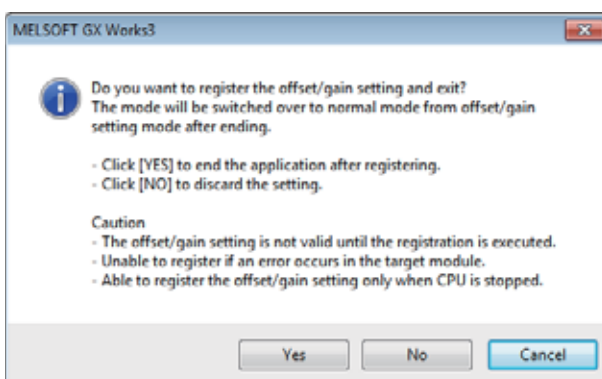 MELSOFT GX Works3
Do you want to register the offset/gain setting and exit?
The mode will be switched over to normal mode from offset/gain
setting mode after ending.
- Click [YES] to end the application after registering.
- Click [NO] to discard the setting.
Caution
- The offset/gain setting is not valid until the registration is executed.
- Unable to register if an error occurs in the target module.
- Able to register the offset/gain setting only when CPU is stopped.
Yes
No
Cancel